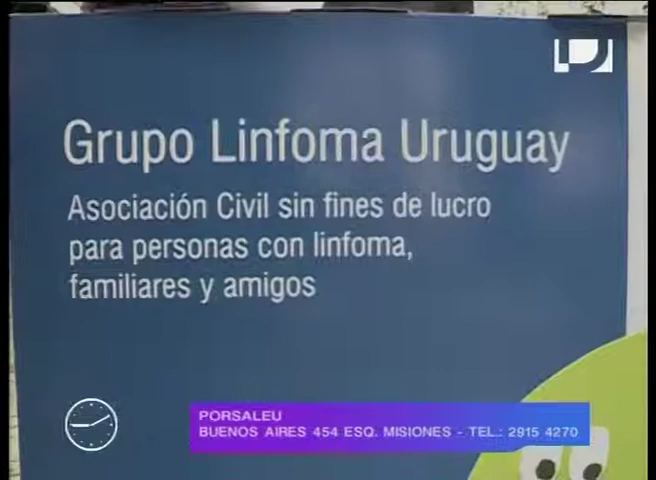 Grupo Linfoma Uruguay
Asociación Civil sin fines de lucro
para personas con linfoma,
familiares y amigos
PORSALEU
BUENOS AIRES 454 ESQ. MISIONES - TEL.: 2915 4270